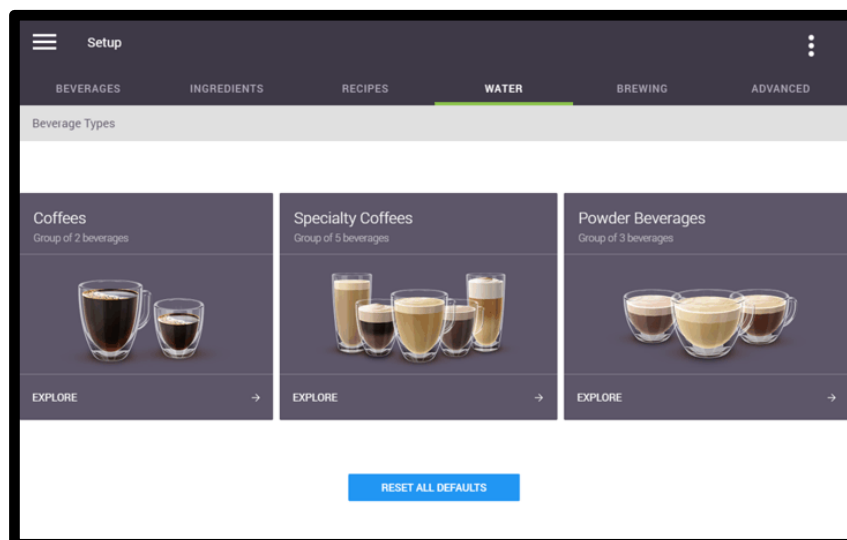 Setup
BEVERAGES INGREDIENTS RECIPES WATER BREWING ADVANCED
Beverage Types
Coffees
Group of 2 beverages
EXPLORE
Specialty Coffees
Group of 5 beverages
EXPLORE
Powder Beverages
Group of 3 beverages
EXPLORE
RESET ALL DEFAULTS